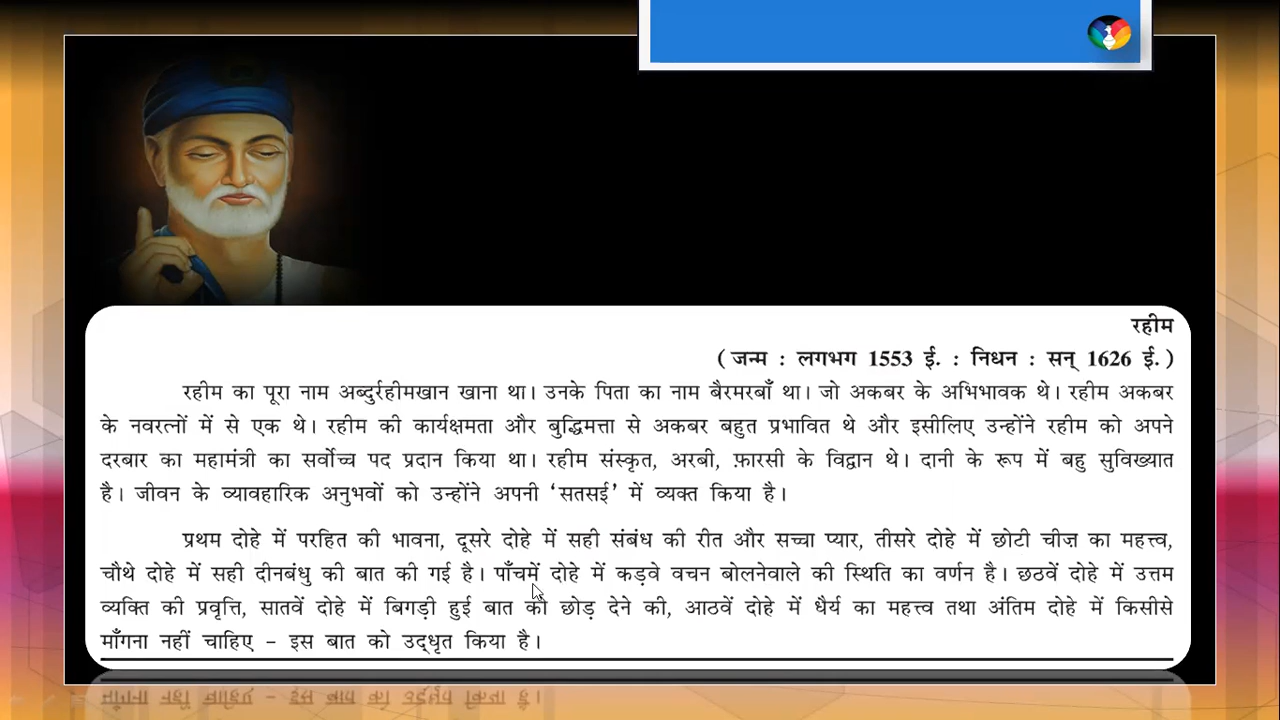 रहीम
( जन्म : लगभग 1553 ई. : निधन : सन् 1626 ई. )
रहीम का पूरा नाम अब्दुर्रहीमखान खाना था। उनके पिता का नाम बैरमरबाँ था। जो अकबर के अभिभावक थे। रहीम अकबर
के नवरत्नों में से एक थे। रहीम की कार्यक्षमता और बुद्धिमत्ता से अकबर बहुत प्रभावित थे और इसीलिए उन्होंने रहीम को अपने
दरबार का महामंत्री का सर्वोच्च पद प्रदान किया था। रहीम संस्कृत, अरबी, फ़ारसी के विद्वान थे। दानी के रूप में बहु सुविख्यात
है। जीवन के व्यावहारिक अनुभवों को उन्होंने अपनी ‘सतसई’ में व्यक्त किया है।
प्रथम दोहे में परहित की भावना, दूसरे दोहे में सही संबंध की रीत और सच्चा प्यार, तीसरे दोहे में छोटी चीज़ का महत्त्व,
चौथे दोहे में सही दीनबंधु की बात की गई है। पाँचमें दोहे में कड़वे वचन बोलनेवाले की स्थिति का वर्णन है। छठवें दोहे में उत्तम
व्यक्ति की प्रवृत्ति, सातवें दोहे में बिगड़ी हुई बात को छोड़ देने की, आठवें दोहे में धैर्य का महत्त्व तथा अंतिम दोहे में किसीसे
माँगना नहीं चाहिए – इस बात को उद्धृत किया है।